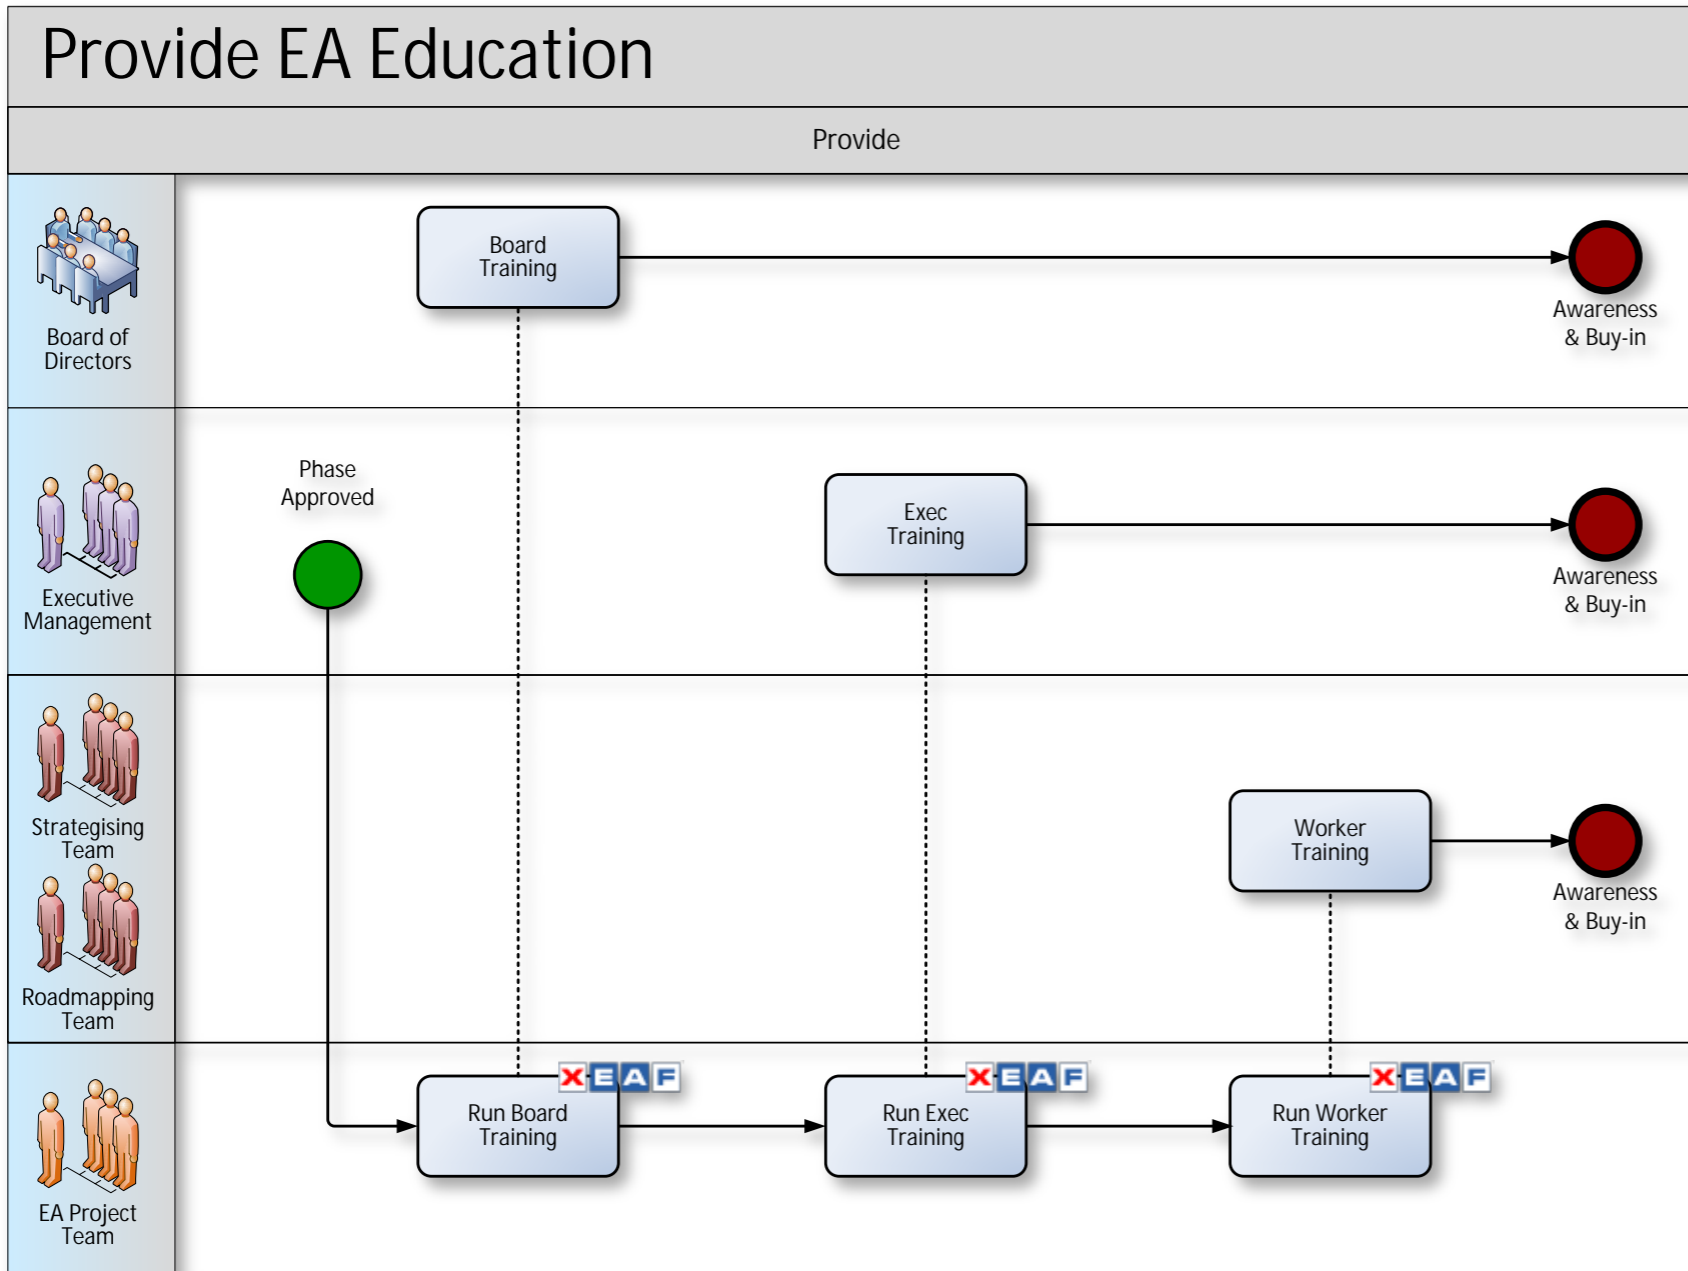 Provide EA Education
Provide
Board
Training
Awareness
& Buy-in
Board of
Directors
Phase
Approved
Exec
Training
Awareness
& Buy-in
Executive
Management
Strategising
Team
Worker
Training
Awareness
& Buy-in
Roadmapping
Team
XEAF
XEAF
XEAF
Run Board
Training
Run Exec
Training
Run Worker
Training
EA Project
Team